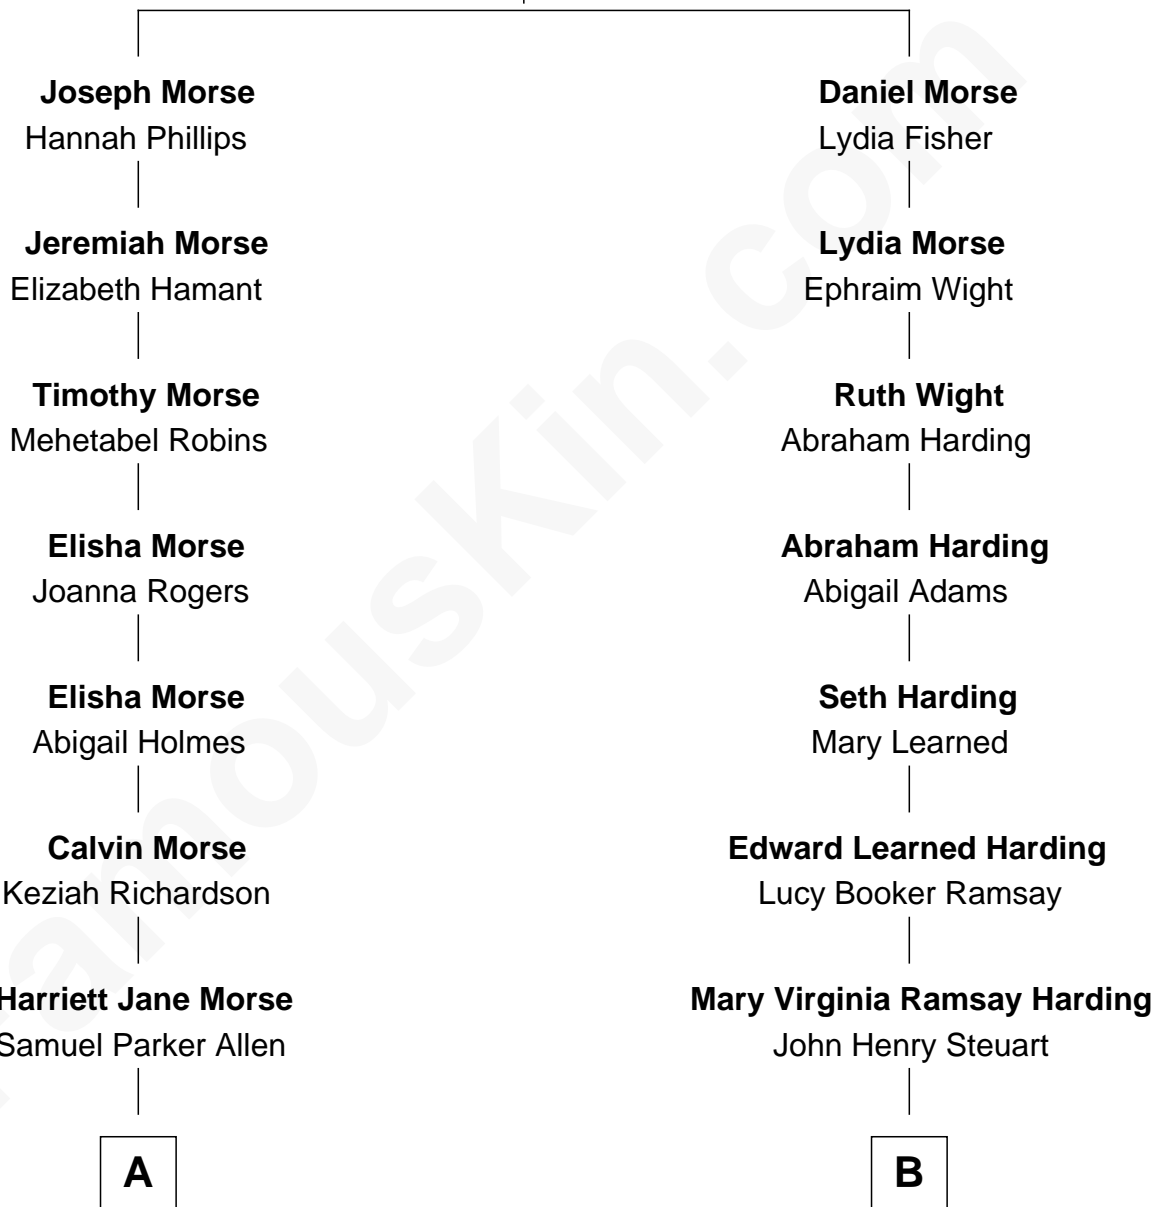 Joseph Morse
Hannah Phillips
Daniel Morse
Lydia Fisher
Jeremiah Morse
Elizabeth Hamant
Lydia Morse
Ephraim Wight
Timothy Morse
Mehetabel Robins
Ruth Wight
Abraham Harding
Elisha Morse
Joanna Rogers
Abraham Harding
Abigail Adams
Elisha Morse
Abigail Holmes
Seth Harding
Mary Learned
Calvin Morse
Keziah Richardson
Edward Learned Harding
Lucy Booker Ramsay
Harriett Jane Morse
Samuel Parker Allen
Mary Virginia Ramsay Harding
John Henry Steuart
A
B
FamousKin.com